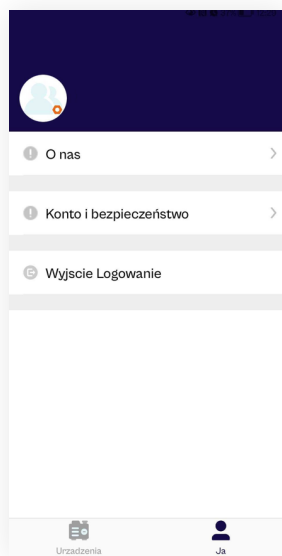 O nas
Konto i bezpieczeństwo
Wyjscie Logowanie
Urzadzenia
Ja